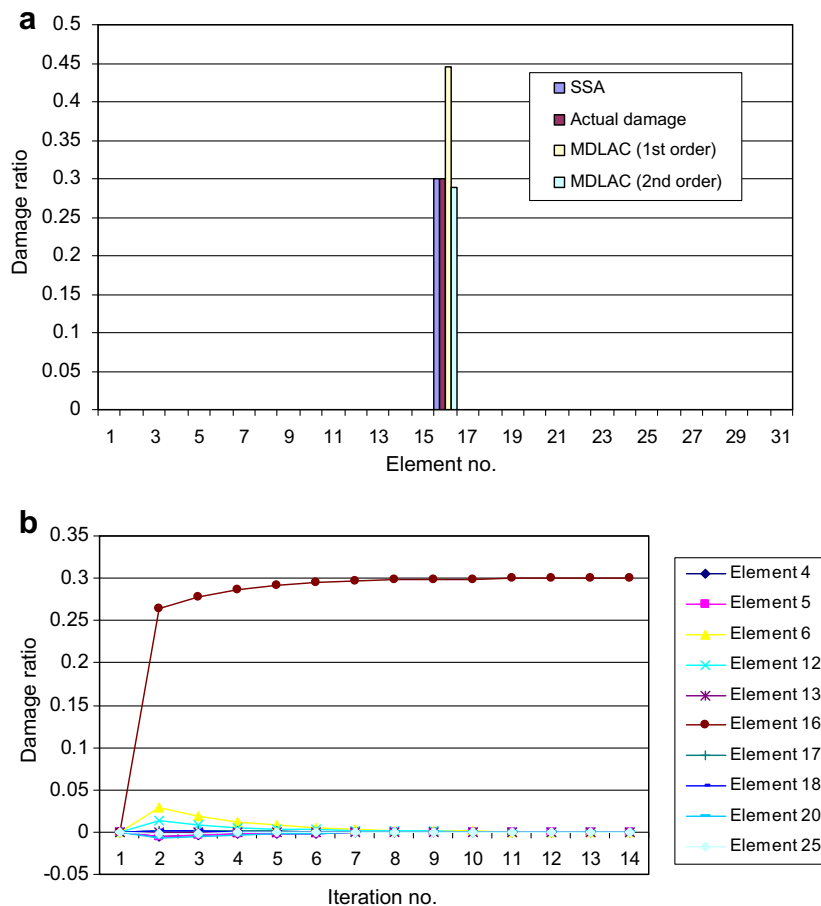 a
0.5
0.45
0.4
0.35
0.3
0.25
0.2
0.15
0.1
0.05
0
Damage ratio
SSA
Actual damage
MDLAC (1st order)
MDLAC (2nd order)
1 3 5 7 9 11 13 15 17 19 21 23 25 27 29 31
Element no.
b
0.35
0.3
0.25
0.2
0.15
0.1
0.05
0
-0.05
Damage ratio
1 2 3 4 5 6 7 8 9 10 11 12 13 14
Iteration no.
Element 4
Element 5
Element 6
Element 12
Element 13
Element 16
Element 17
Element 18
Element 20
Element 25